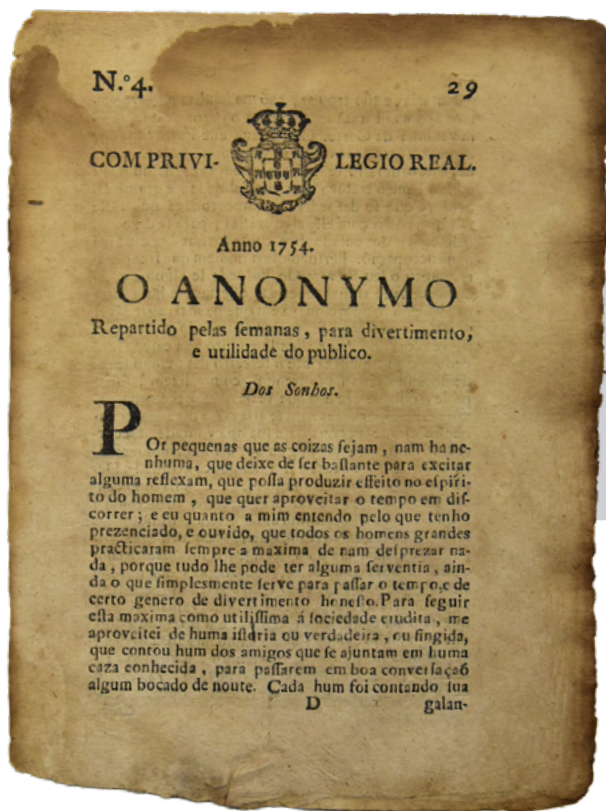 N.º 4. 29
COM PRIVI- LEGIO REAL.
Anno 1754.
O ANONYMO
Repartido pelas ſemanas , para divertimento,
e utilidade do publico.
Dos Sonhos.
POr pequenas que as coizas ſejam , nam ha ne-
nhuma, que deixe de ſer baſtante para excitar
alguma reflexam, que poſſa produzir effeito no eſpiri-
to do homem , que quer aproveitar o tempo em diſ-
correr ; e eu quanto a mim entendo pelo que tenho
prezenciado, e ouvido, que todos os homens grandes
practicaram ſempre a maxima de nam deſprezar na-
da , porque tudo lhe pode ter alguma ſerventia , ain-
da o que ſimplesmente ſerve para paſſar o tempo,e de
certo genero de divertimento honeſto. Para ſeguir
eſta maxima como utiliſſima á ſociedade erudita , me
aproveitei de huma iſtoria ou verdadeira , ou fingida,
que contou hum dos amigos que ſe ajuntam em huma
caza conhecida , para paſſarem em boa converſaçaõ
algum bocado de noute. Cada hum foi contando ſua
D galan-